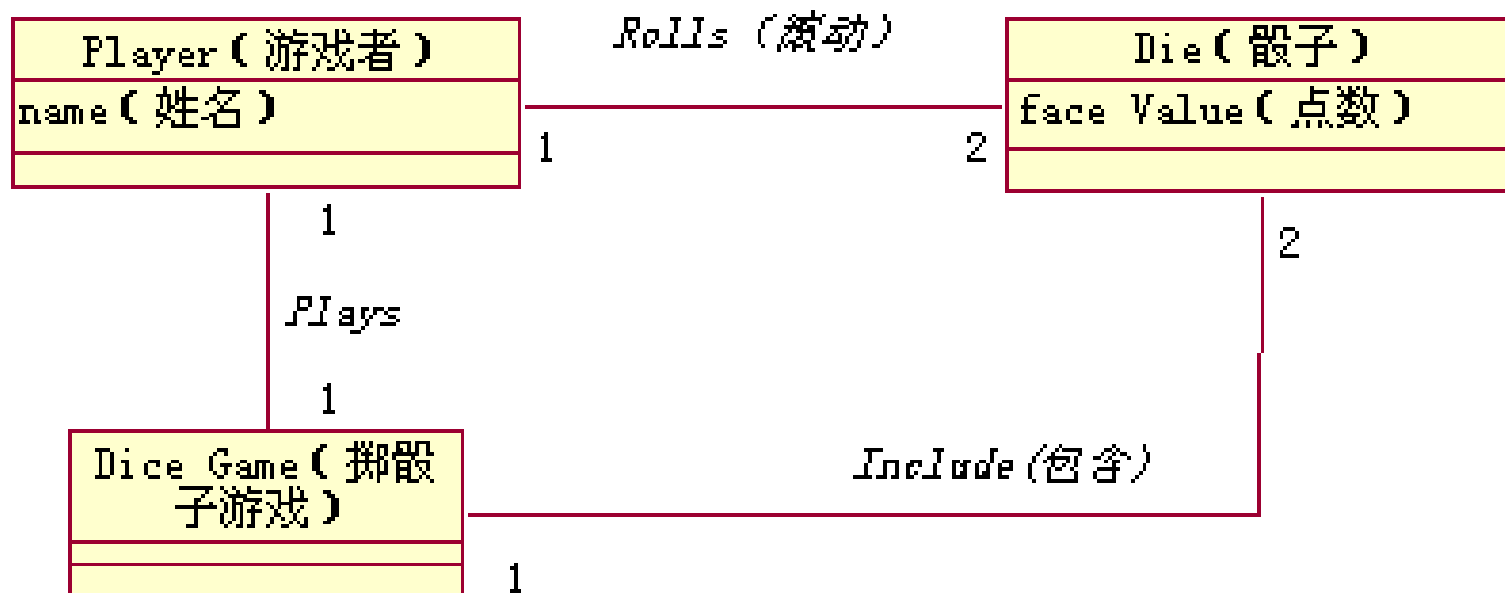 Player(游戏者)
name(姓名)
Rolls (滚动)
1
2
Die(骰子)
face Value(点数)
1
Plays
1
2
Dice Game(掷骰
子游戏)
Include(包含)
1